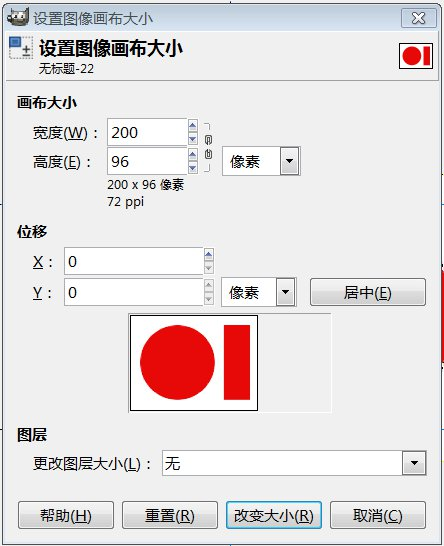 设置图像画布大小
设置图像画布大小
无标题-22
画布大小
宽度(W)： 200
高度(E)： 96 像素
200 x 96 像素
72 ppi
位移
X： 0
Y： 0 像素 居中(E)
图层
更改图层大小(L)： 无
帮助(H) 重置(R) 改变大小(R) 取消(C)